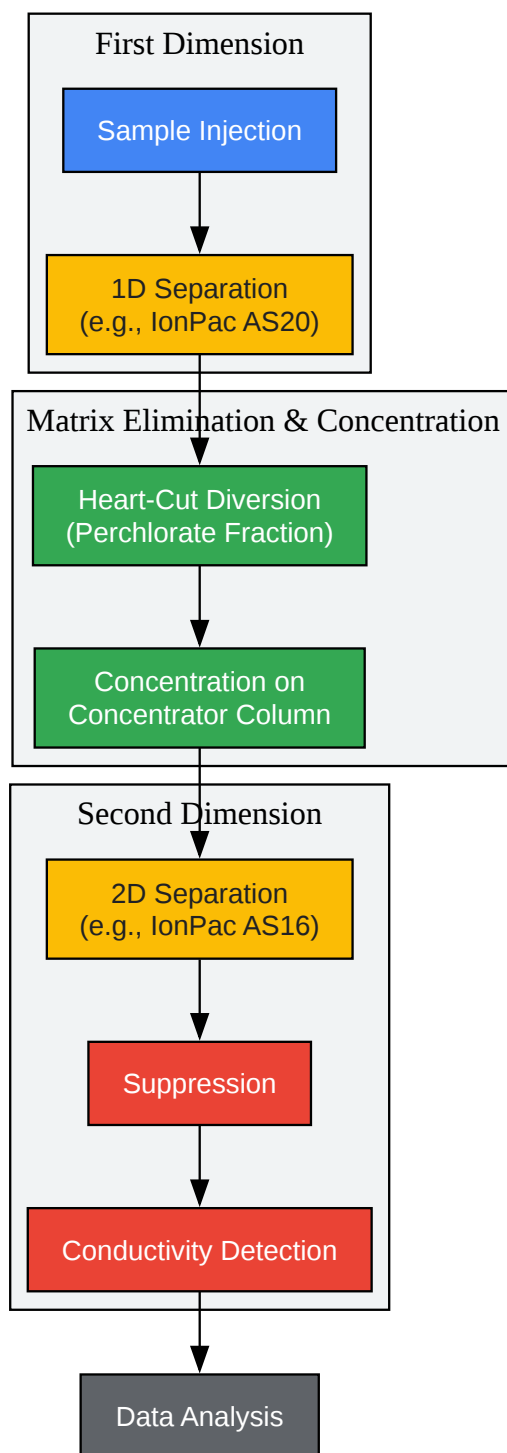 First Dimension
Sample Injection
1D Separation
(e.g., IonPac AS20)
Matrix Elimination & Concentration
Heart-Cut Diversion
(Perchlorate Fraction)
Concentration on
Concentrator Column
Second Dimension
2D Separation
(e.g., IonPac AS16)
Suppression
Conductivity Detection
Data Analysis